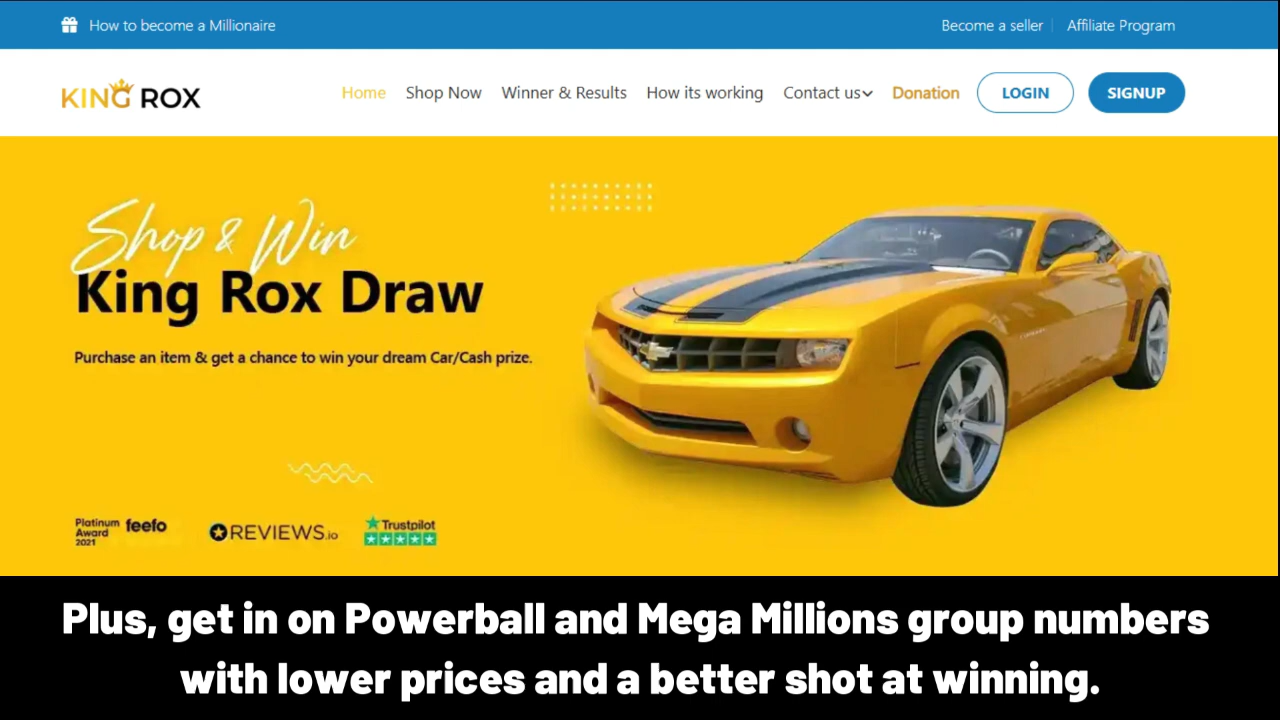 How to become a Millionaire
Become a seller
Affiliate Program
KING ROX
Home
Shop Now
Winner & Results
How its working
Contact us
Donation
LOGIN
SIGNUP
Shop & Win
King Rox Draw
Purchase an item & get a chance to win your dream Car/Cash prize.
Platinum
Award
2021
feefo
REVIEWS.io
Trustpilot
Plus, get in on Powerball and Mega Millions group numbers
with lower prices and a better shot at winning.